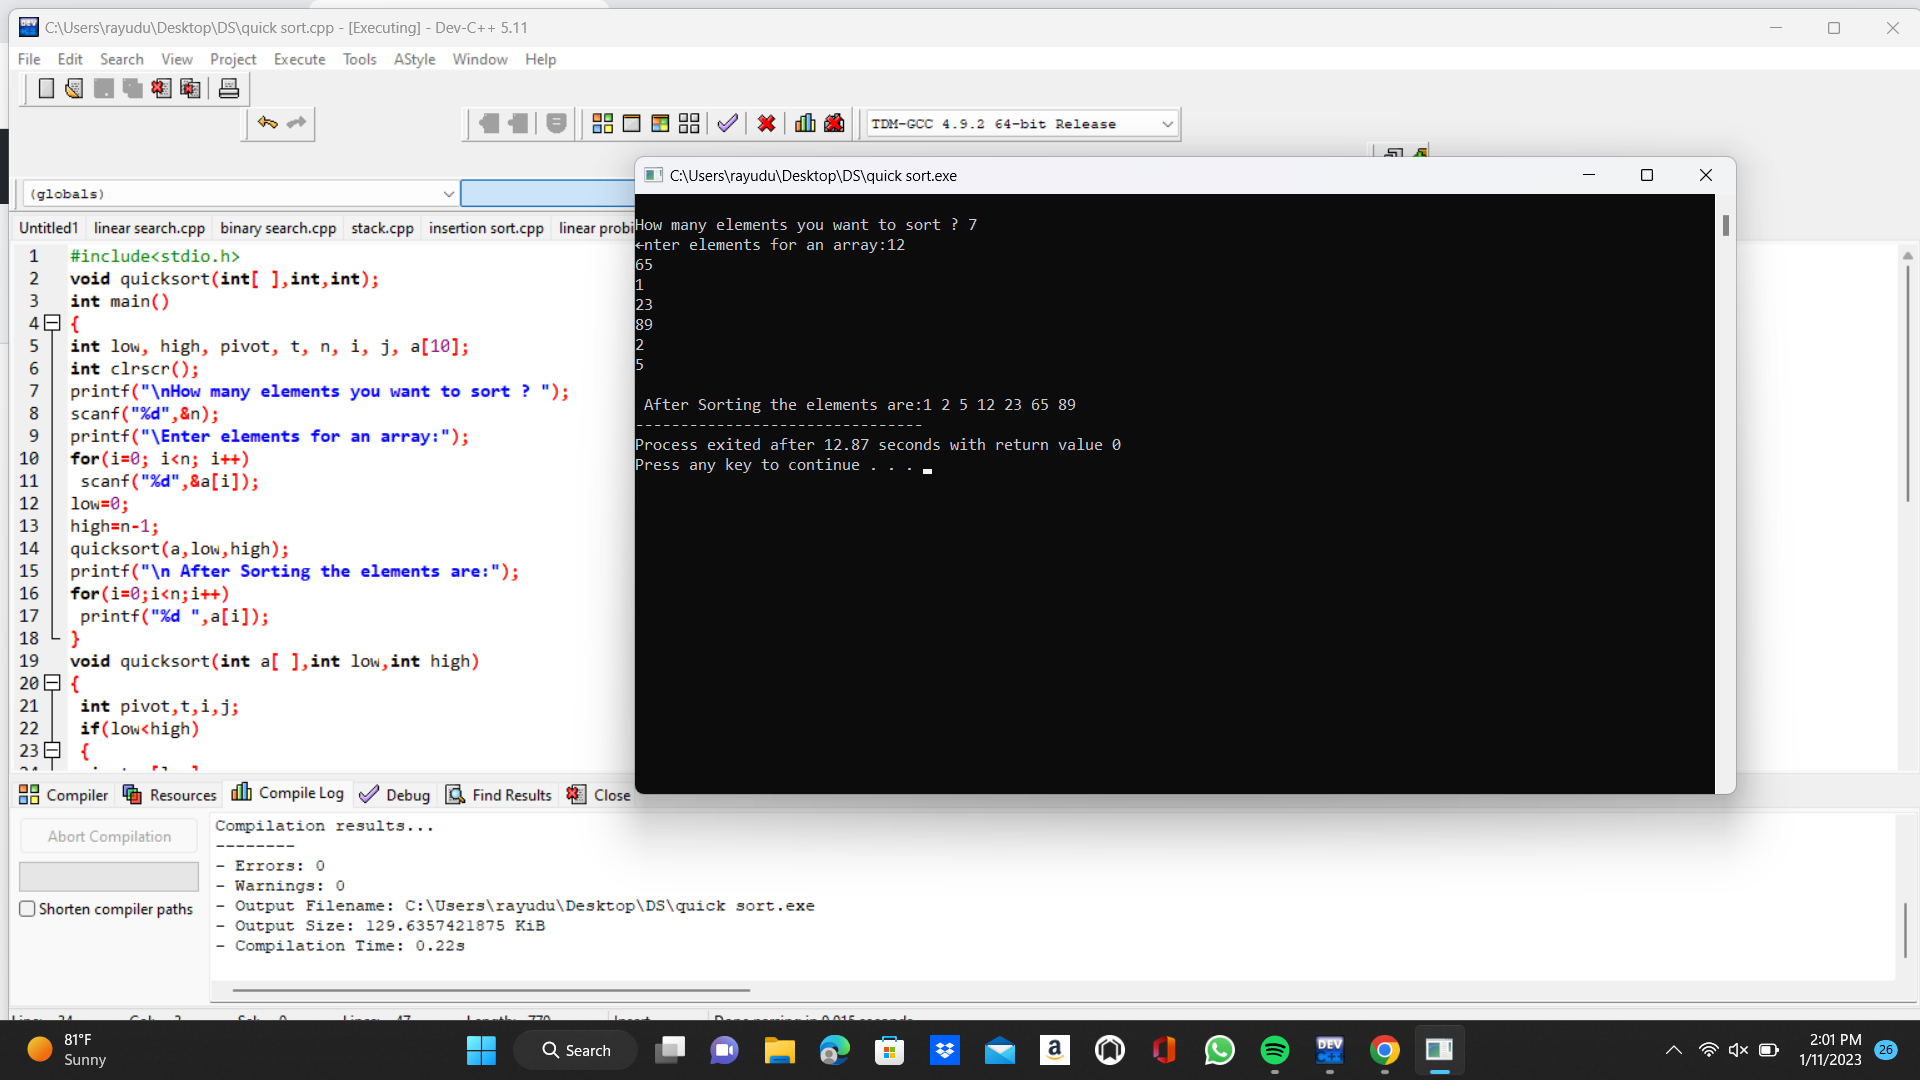 C:\Users\rayudu\Desktop\DS\quick sort.cpp - [Executing] - Dev-C++ 5.11
File Edit Search View Project Execute Tools AStyle Window Help
TDM-GCC 4.9.2 64-bit Release
(globals)
Untitled1 linear search.cpp binary search.cpp stack.cpp insertion sort.cpp linear probi
1 #include<stdio.h>
2 void quicksort(int[ ],int,int);
3 int main()
4 {
5 int low, high, pivot, t, n, i, j, a[10];
6 int clrscr();
7 printf("\nHow many elements you want to sort ? ");
8 scanf("%d",&n);
9 printf("\Enter elements for an array:");
10 for(i=0; i<n; i++)
11 scanf("%d",&a[i]);
12 low=0;
13 high=n-1;
14 quicksort(a,low,high);
15 printf("\n After Sorting the elements are:");
16 for(i=0;i<n;i++)
17 printf("%d ",a[i]);
18 }
19 void quicksort(int a[ ],int low,int high)
20 {
21 int pivot,t,i,j;
22 if(low<high)
23 {
C:\Users\rayudu\Desktop\DS\quick sort.exe
How many elements you want to sort ? 7
←nter elements for an array:12
65
1
23
89
2
5
After Sorting the elements are:1 2 5 12 23 65 89
--------------------------------
Process exited after 12.87 seconds with return value 0
Press any key to continue . . .
Compiler Resources Compile Log Debug Find Results Close
Abort Compilation
Shorten compiler paths
Compilation results...
--------
- Errors: 0
- Warnings: 0
- Output Filename: C:\Users\rayudu\Desktop\DS\quick sort.exe
- Output Size: 129.6357421875 KiB
- Compilation Time: 0.22s
81°F
Sunny
Search
a
DEV
C++
2:01 PM
1/11/2023
26